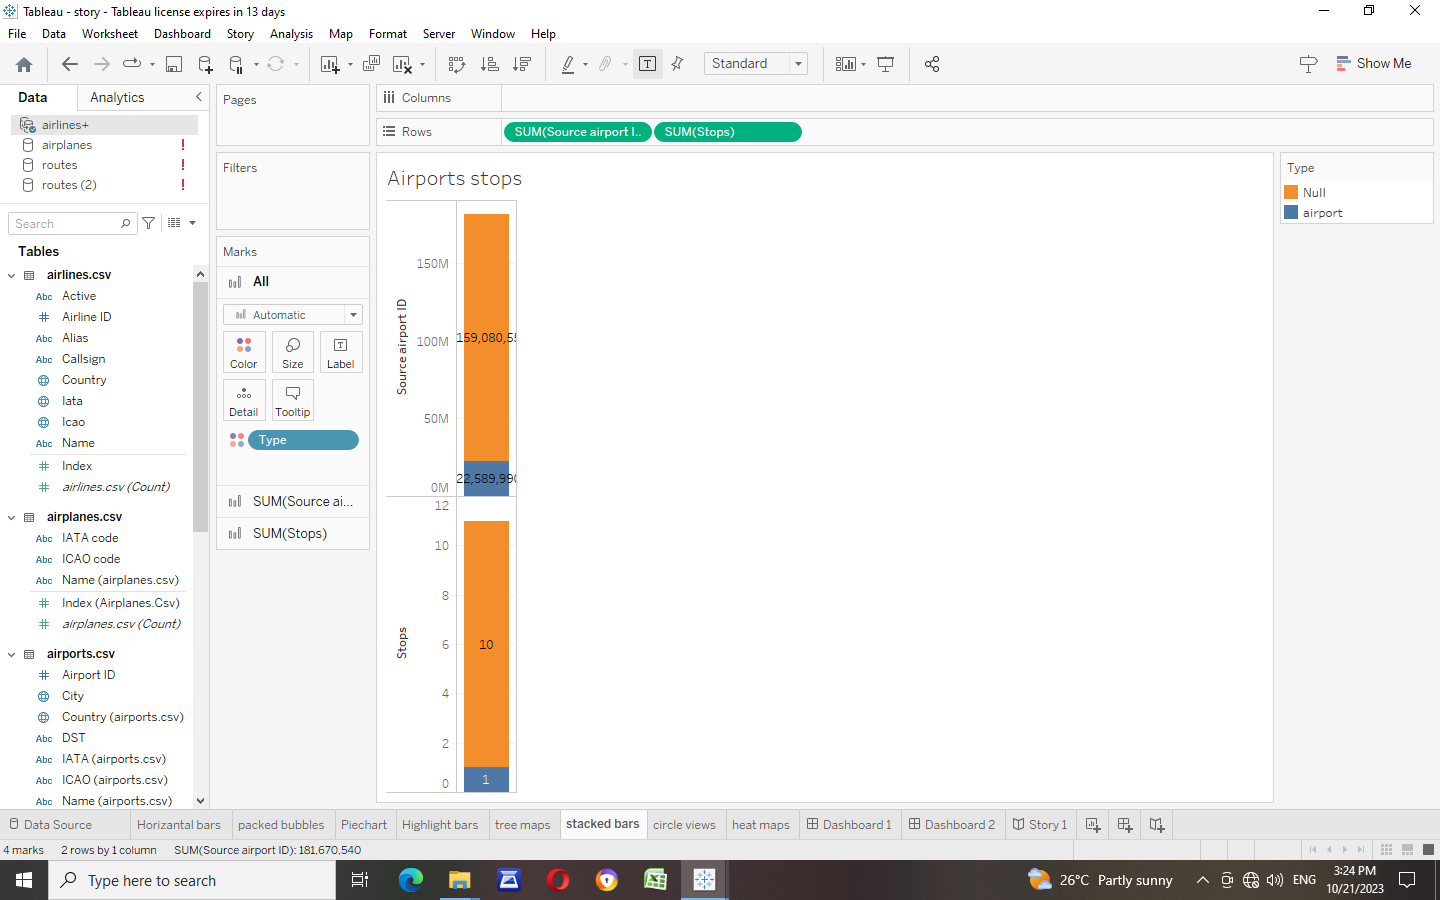 Tableau - story - Tableau license expires in 13 days
File Data Worksheet Dashboard Story Analysis Map Format Server Window Help
Standard
Show Me
Data Analytics
airlines+
airplanes
routes
routes (2)
Search
Tables
airlines.csv
Abc Active
Airline ID
Abc Alias
Abc Callsign
Country
Iata
Icao
Abc Name
Index
airlines.csv (Count)
airplanes.csv
Abc IATA code
Abc ICAO code
Abc Name (airplanes.csv)
Index (Airplanes.Csv)
airplanes.csv (Count)
airports.csv
Airport ID
City
Country (airports.csv)
Abc DST
Abc IATA (airports.csv)
Abc ICAO (airports.csv)
Abc Name (airports.csv)
Pages
Filters
Marks
All
Automatic
Color Size Label
Detail Tooltip
Type
SUM(Source ai...
SUM(Stops)
Columns
Rows SUM(Source airport I.. SUM(Stops)
Airports stops
Source airport ID
150M
100M
50M
0M
159,080,55
22,589,990
Stops
12
10
8
6
4
2
0
10
1
Type
Null
airport
Data Source Horizantal bars packed bubbles Piechart Highlight bars tree maps stacked bars circle views heat maps Dashboard 1 Dashboard 2 Story 1
4 marks 2 rows by 1 column SUM(Source airport ID): 181,670,540
Type here to search
26°C Partly sunny
ENG
3:24 PM
10/21/2023